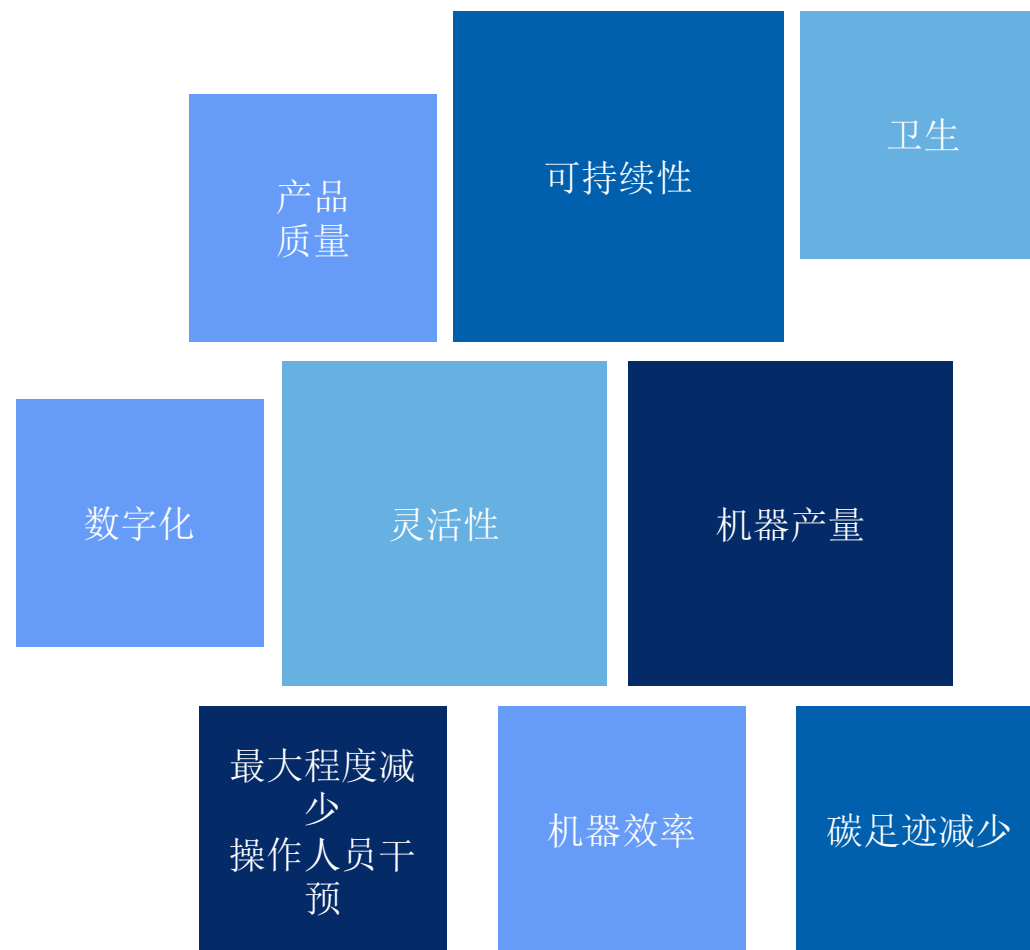 产品
质量
可持续性
卫生
数字化
灵活性
机器产量
最大程度减
少
操作人员干
预
机器效率
碳足迹减少